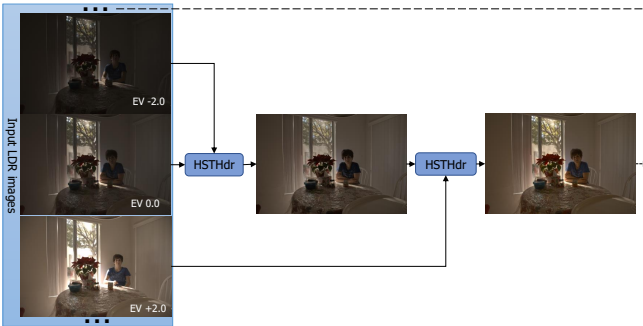 Input LDR images
EV -2.0
EV 0.0
EV +2.0
HSTHdr
HSTHdr